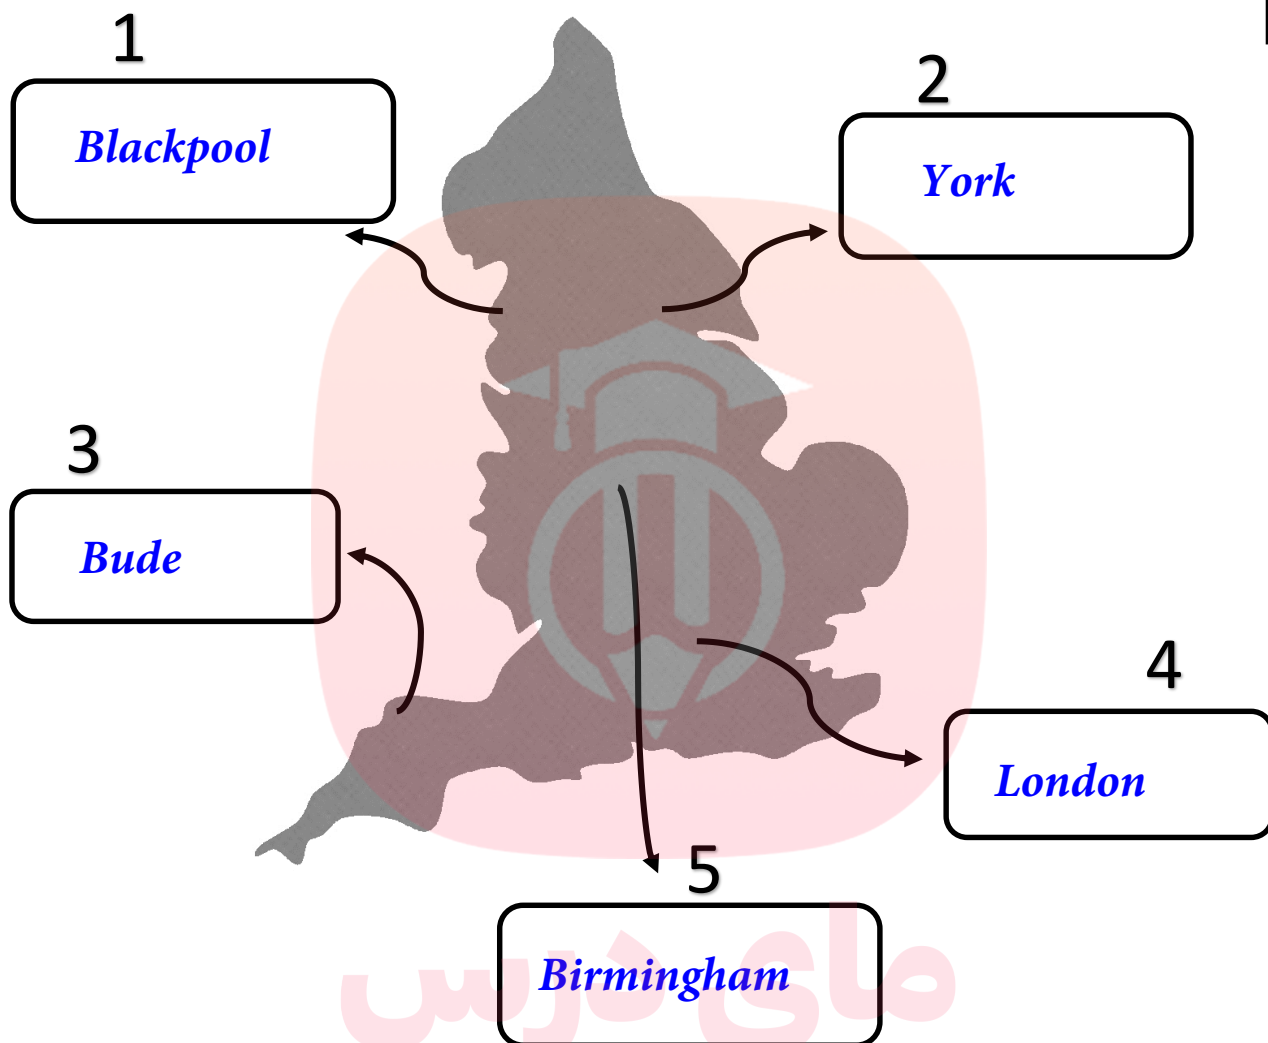 1
Blackpool
2
York
3
Bude
4
London
5
Birmingham
مای درس